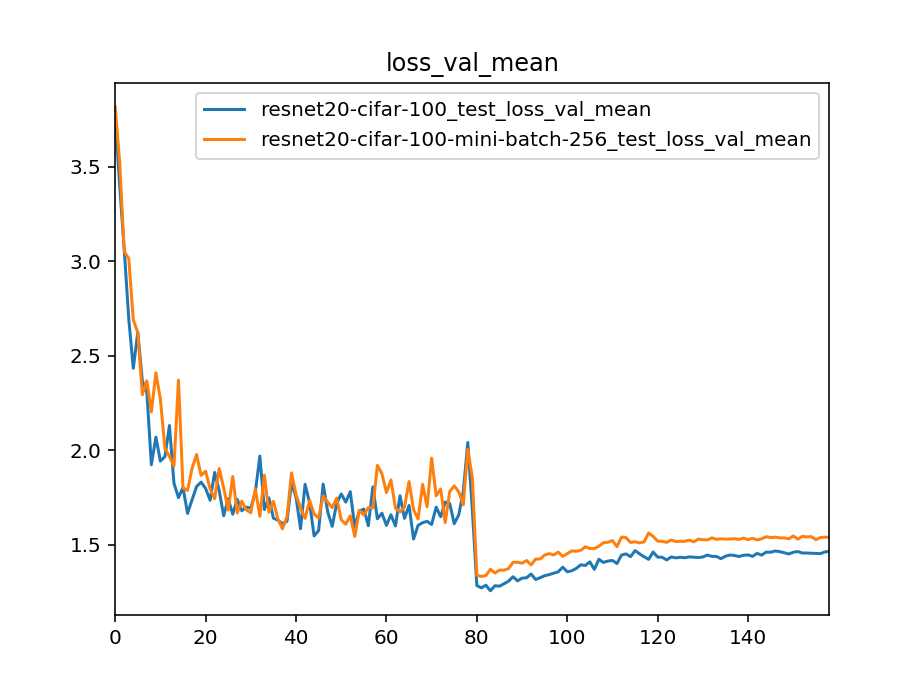 loss_val_mean
resnet20-cifar-100_test_loss_val_mean
resnet20-cifar-100-mini-batch-256_test_loss_val_mean
3.5
3.0
2.5
2.0
1.5
0 20 40 60 80 100 120 140